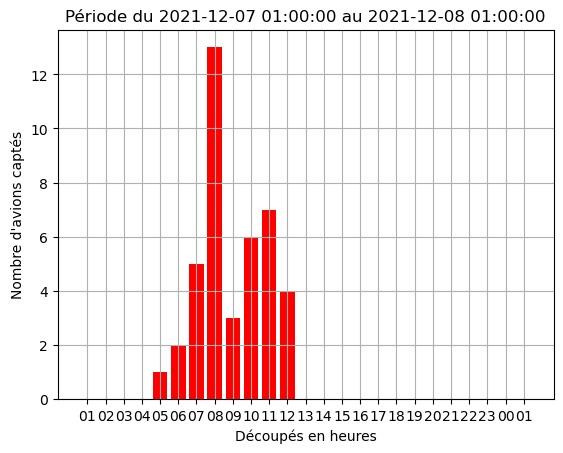 Période du 2021-12-07 01:00:00 au 2021-12-08 01:00:00
Nombre d'avions captés
12
10
8
6
4
2
0
01 02 03 04 05 06 07 08 09 10 11 12 13 14 15 16 17 18 19 20 21 22 23 00 01
Découpés en heures